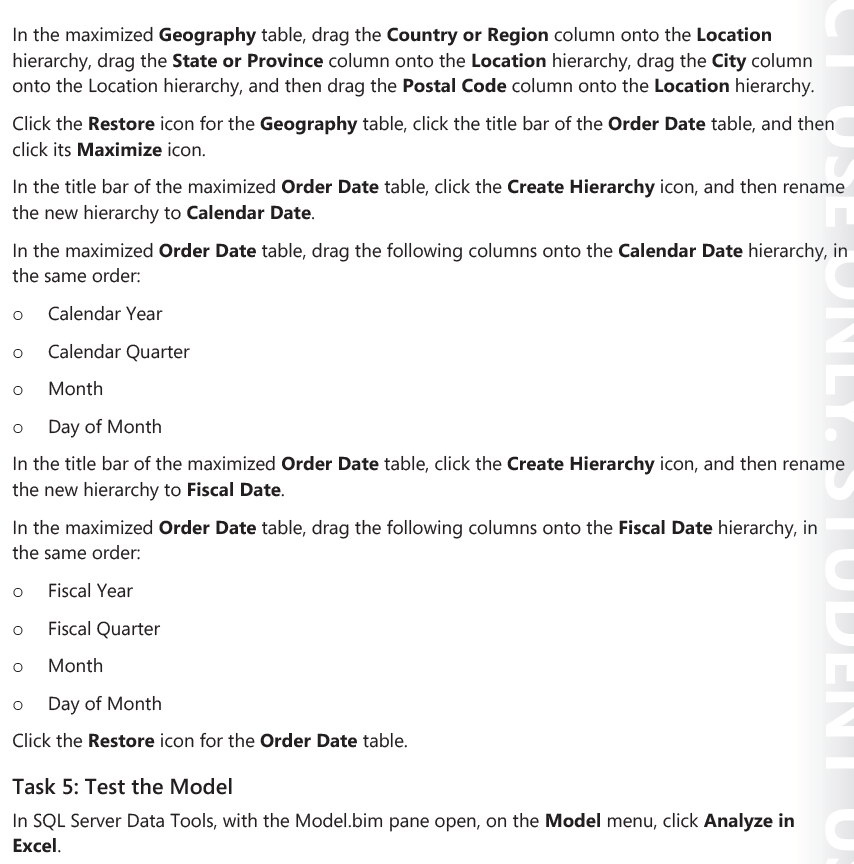 In the maximized Geography table, drag the Country or Region column onto the Location
hierarchy, drag the State or Province column onto the Location hierarchy, drag the City column
onto the Location hierarchy, and then drag the Postal Code column onto the Location hierarchy.
Click the Restore icon for the Geography table, click the title bar of the Order Date table, and then
click its Maximize icon.
In the title bar of the maximized Order Date table, click the Create Hierarchy icon, and then rename
the new hierarchy to Calendar Date.
In the maximized Order Date table, drag the following columns onto the Calendar Date hierarchy, in
the same order:
o Calendar Year
o Calendar Quarter
o Month
o Day of Month
In the title bar of the maximized Order Date table, click the Create Hierarchy icon, and then rename
the new hierarchy to Fiscal Date.
In the maximized Order Date table, drag the following columns onto the Fiscal Date hierarchy, in
the same order:
o Fiscal Year
o Fiscal Quarter
o Month
o Day of Month
Click the Restore icon for the Order Date table.
Task 5: Test the Model
In SQL Server Data Tools, with the Model.bim pane open, on the Model menu, click Analyze in
Excel.
USE ONLY. STUDENT